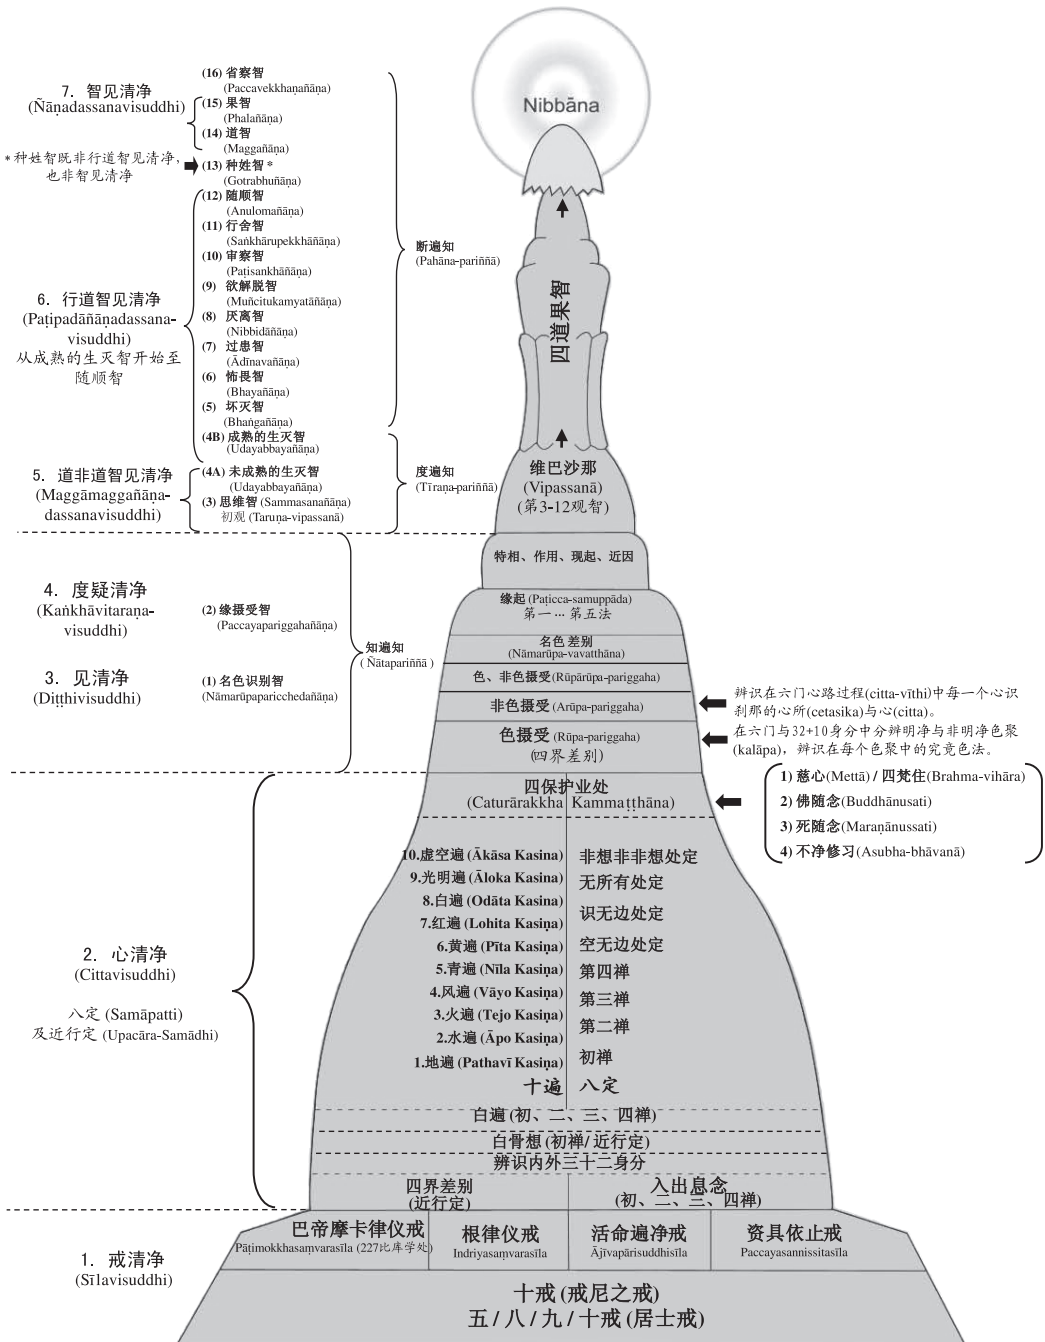 7. 智见清净
(Ñāṇadassanavisuddhi)
*种姓智既非行道智见清净，
也非智见清净
6. 行道智见清净
(Paṭipadāñāṇadassana-
visuddhi)
从成熟的生灭智开始至
随顺智
5. 道非道智见清净
(Maggāmaggañāṇa-
dassanavisuddhi)
4. 度疑清净
(Kaṅkhāvitaraṇa-
visuddhi)
3. 见清净
(Diṭṭhivisuddhi)
2. 心清净
(Cittavisuddhi)
八定 (Samāpatti)
及近行定 (Upacāra-Samādhi)
1. 戒清净
(Sīlavisuddhi)
(16) 省察智
(Paccavekkhaṇañāṇa)
(15) 果智
(Phalañāṇa)
(14) 道智
(Maggañāṇa)
(13) 种姓智 *
(Gotrabhuñāṇa)
(12) 随顺智
(Anulomañāṇa)
(11) 行舍智
(Saṅkhārupekkhāñāṇa)
(10) 审察智
(Paṭisankhāñāṇa)
(9) 欲解脱智
(Muñcitukamyatāñāṇa)
(8) 厌离智
(Nibbidāñāṇa)
(7) 过患智
(Ādīnavañāṇa)
(6) 怖畏智
(Bhayañāṇa)
(5) 坏灭智
(Bhaṅgañāṇa)
(4B) 成熟的生灭智
(Udayabbayañāṇa)
(4A) 未成熟的生灭智
(Udayabbayañāṇa)
(3) 思维智 (Sammasanañāṇa)
初观 (Taruṇa-vipassanā)
(2) 缘摄受智
(Paccayapariggahañāṇa)
(1) 名色识别智
(Nāmarūpaparicchedañāṇa)
断遍知
(Pahāna-pariññā)
度遍知
(Tīraṇa-pariññā)
知遍知
( Ñātapariññā )
Nibbāna
四道果智
维巴沙那
(Vipassanā)
(第3-12观智)
特相、作用、现起、近因
缘起 (Paṭicca-samuppāda)
第一 … 第五法
名色差别
(Nāmarūpa-vavatthāna)
色、非色摄受 (Rūpārūpa-pariggaha)
非色摄受 (Arūpa-pariggaha)
色摄受 (Rūpa-pariggaha)
(四界差别)
辨识在六门心路过程(citta-vīthi)中每一个心识
刹那的心所(cetasika)与心(citta)。
在六门与32+10身分中分辨明净与非明净色聚
(kalāpa)，辨识在每个色聚中的究竟色法。
四保护业处
(Caturārakkha Kammaṭṭhāna)
1) 慈心(Mettā) / 四梵住(Brahma-vihāra)
2) 佛随念(Buddhānusati)
3) 死随念(Maraṇānussati)
4) 不净修习(Asubha-bhāvanā)
10.虚空遍 (Ākāsa Kasina)
9.光明遍 (Āloka Kasina)
8.白遍 (Odāta Kasina)
7.红遍 (Lohita Kasiṇa)
6.黄遍 (Pīta Kasiṇa)
5.青遍 (Nīla Kasiṇa)
4.风遍 (Vāyo Kasiṇa)
3.火遍 (Tejo Kasiṇa)
2.水遍 (Āpo Kasiṇa)
1.地遍 (Pathavī Kasiṇa)
十遍
非想非非想处定
无所有处定
识无边处定
空无边处定
第四禅
第三禅
第二禅
初禅
八定
白遍 (初、二、三、四禅)
白骨想 (初禅/ 近行定)
辨识内外三十二身分
四界差别
(近行定)
入出息念
(初、二、三、四禅)
巴帝摩卡律仪戒
Pāṭimokkhasaṃvarasīla (227比库学处)
根律仪戒
Indriyasaṃvarasīla
活命遍净戒
Ājīvapārisuddhisīla
资具依止戒
Paccayasannissitasīla
十戒 (戒尼之戒)
五 / 八 / 九 / 十戒 (居士戒)